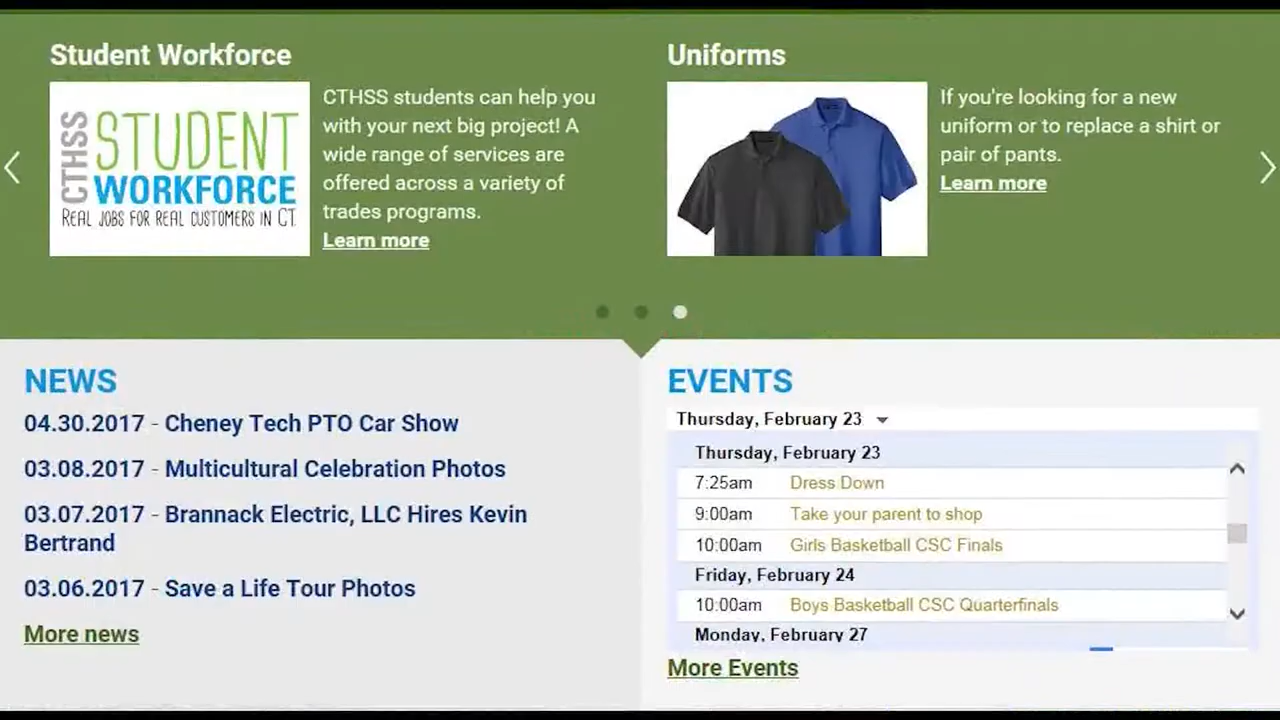 Student Workforce
CTHSS
STUDENT
WORKFORCE
REAL JOBS FOR REAL CUSTOMERS IN CT
CTHSS students can help you
with your next big project! A
wide range of services are
offered across a variety of
trades programs.
Learn more
Uniforms
If you're looking for a new
uniform or to replace a shirt or
pair of pants.
Learn more
NEWS
04.30.2017 - Cheney Tech PTO Car Show
03.08.2017 - Multicultural Celebration Photos
03.07.2017 - Brannack Electric, LLC Hires Kevin
Bertrand
03.06.2017 - Save a Life Tour Photos
More news
EVENTS
Thursday, February 23
Thursday, February 23
7:25am Dress Down
9:00am Take your parent to shop
10:00am Girls Basketball CSC Finals
Friday, February 24
10:00am Boys Basketball CSC Quarterfinals
Monday, February 27
More Events